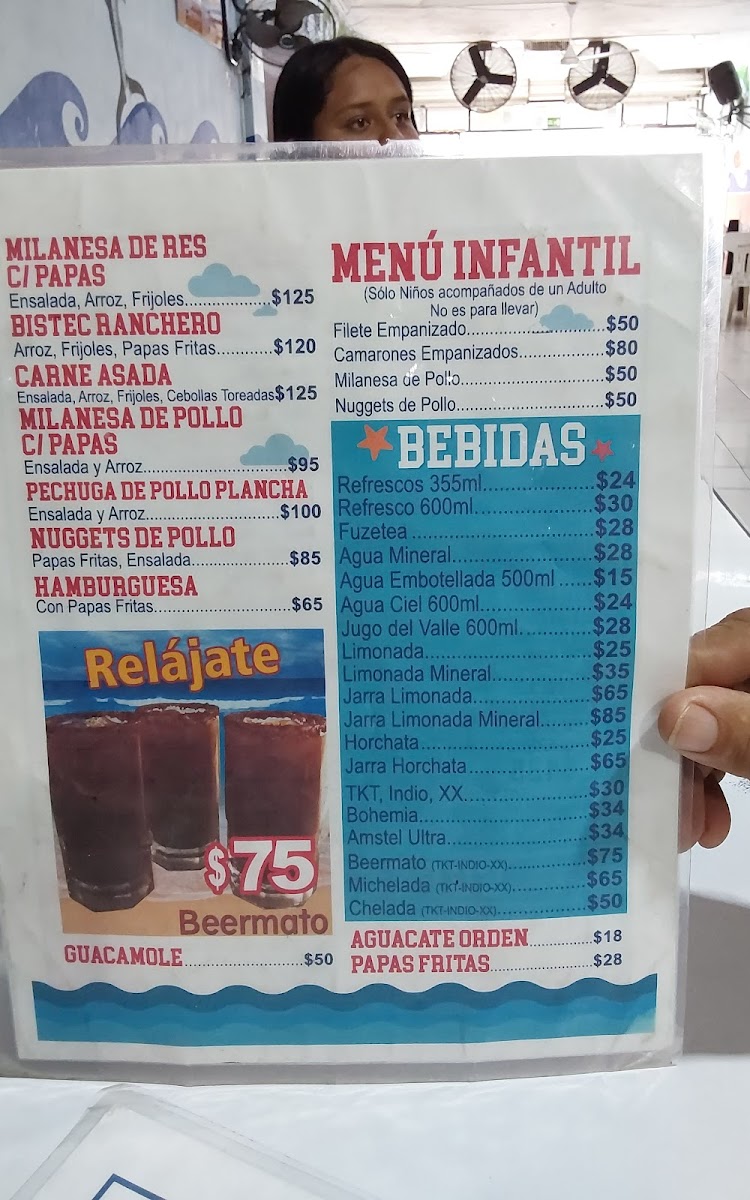 MILANESA DE RES
C/ PAPAS
Ensalada, Arroz, Frijoles....................$125
BISTEC RANCHERO
Arroz, Frijoles, Papas Fritas............$120
CARNE ASADA
Ensalada, Arroz, Frijoles, Cebollas Toreadas$125
MILANESA DE POLLO
C/ PAPAS
Ensalada y Arroz.................................$95
PECHUGA DE POLLO PLANCHA
Ensalada y Arroz...............................$100
NUGGETS DE POLLO
Papas Fritas, Ensalada.......................$85
HAMBURGUESA
Con Papas Fritas................................$65
Relájate
$75
Beermato
GUACAMOLE..........................$50
MENÚ INFANTIL
(Sólo Niños acompañados de un Adulto
No es para llevar)
Filete Empanizado..........................$50
Camarones Empanizados................$80
Milanesa de Pollo...........................$50
Nuggets de Pollo............................$50
BEBIDAS
Refrescos 355ml.....................$24
Refresco 600ml.......................$30
Fuzetea..................................$28
Agua Mineral...........................$28
Agua Embotellada 500ml......$15
Agua Ciel 600ml.....................$24
Jugo del Valle 600ml.............$28
Limonada................................$25
Limonada Mineral...................$35
Jarra Limonada......................$65
Jarra Limonada Mineral........$85
Horchata.................................$25
Jarra Horchata.......................$65
TKT, Indio, XX........................$30
Bohemia..................................$34
Amstel Ultra............................$34
Beermato (TKT-INDIO-XX)...............$75
Michelada (TKT-INDIO-XX)..............$65
Chelada (TKT-INDIO-XX).................$50
AGUACATE ORDEN.............$18
PAPAS FRITAS.....................$28